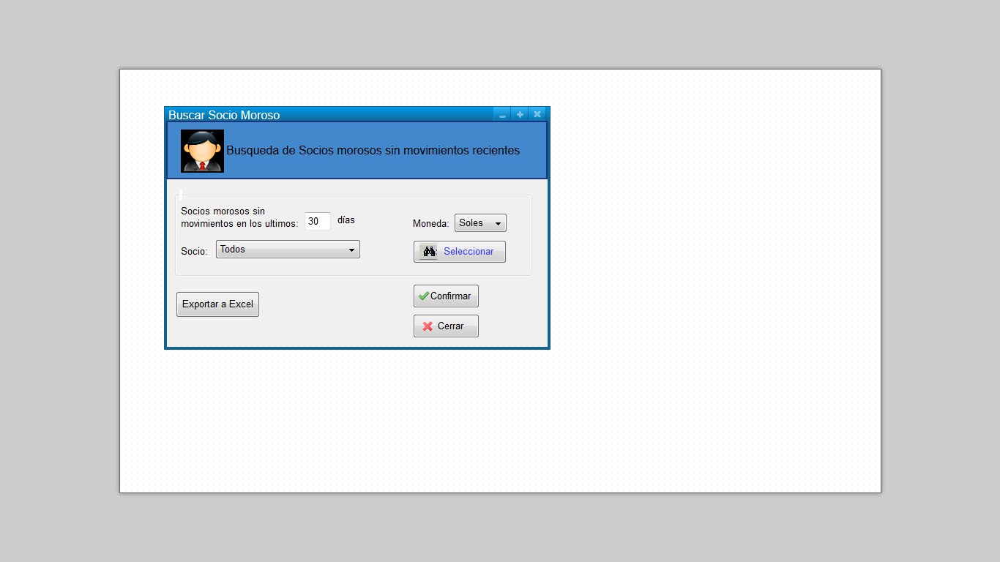 Buscar Socio Moroso
Busqueda de Socios morosos sin movimientos recientes
Socios morosos sin
movimientos en los ultimos: 30 días
Moneda: Soles
Socio: Todos
Seleccionar
Exportar a Excel
Confirmar
Cerrar